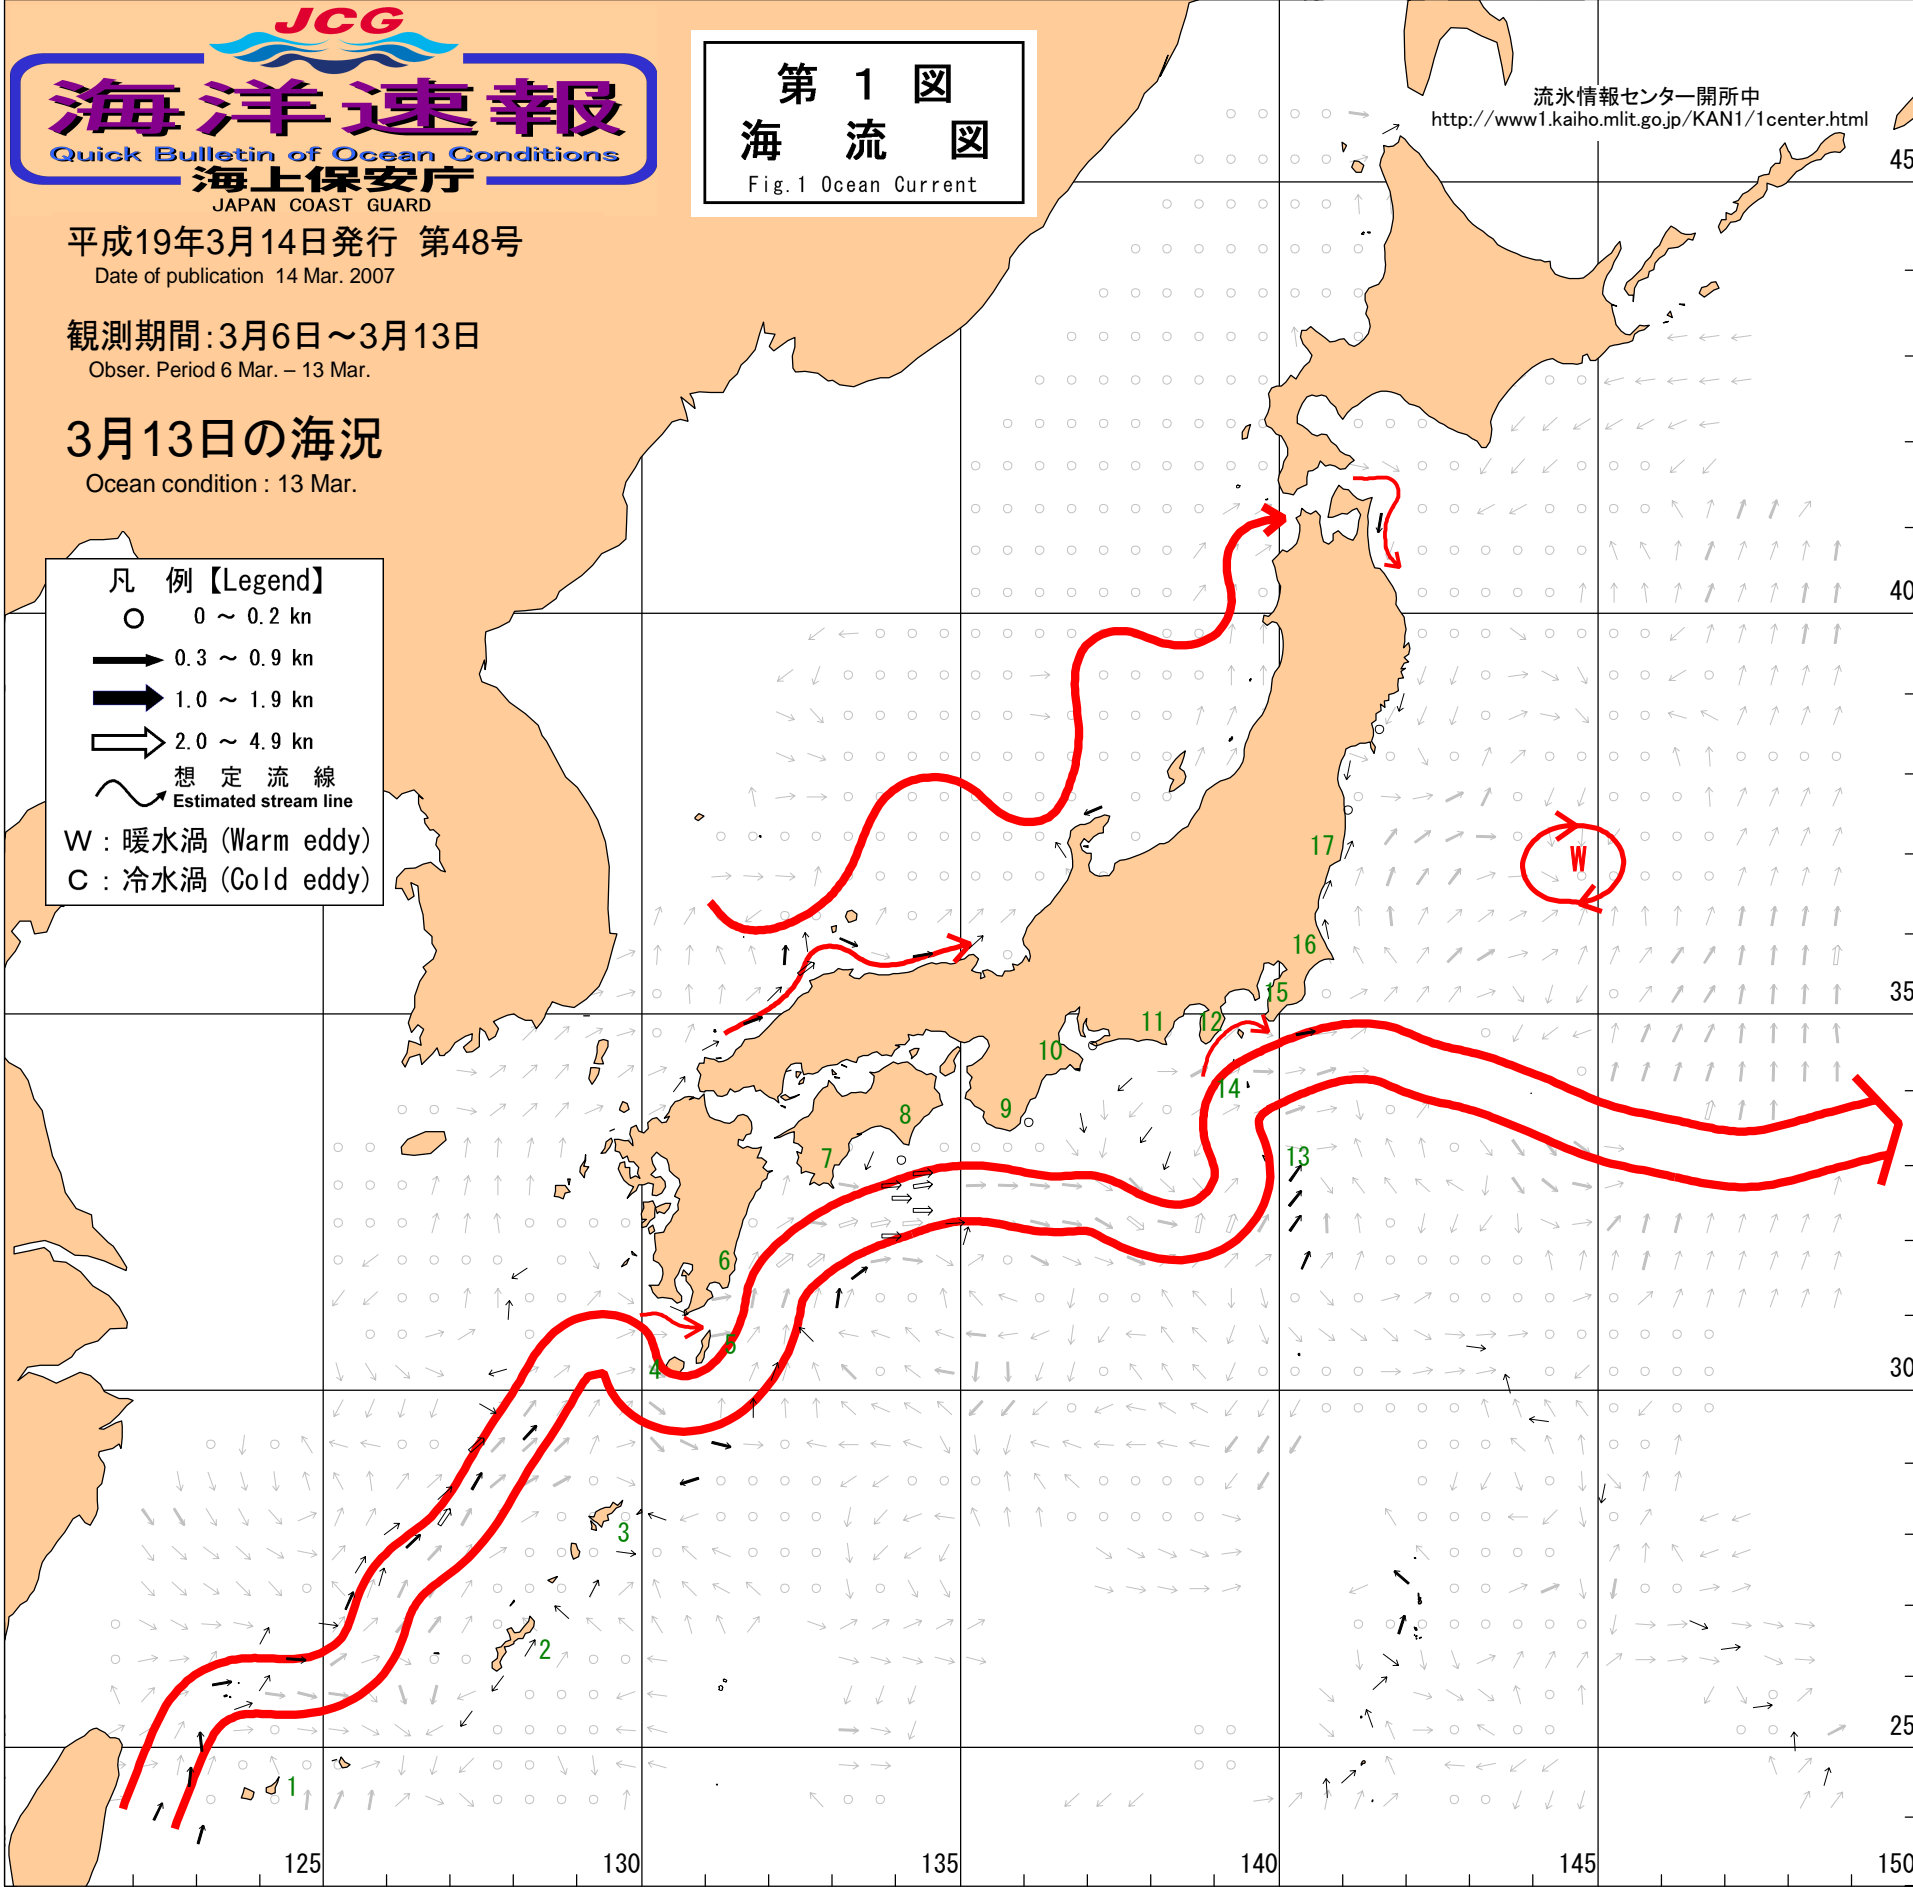 JCG
海洋速報
Quick Bulletin of Ocean Conditions
海上保安庁
JAPAN COAST GUARD
平成19年3月14日発行 第48号
Date of publication 14 Mar. 2007
観測期間:3月6日～3月13日
Obser. Period 6 Mar. – 13 Mar.
3月13日の海況
Ocean condition : 13 Mar.
第 1 図
海 流 図
Fig.1 Ocean Current
流氷情報センター開所中
http://www1.kaiho.mlit.go.jp/KAN1/1center.html
凡 例【Legend】
0 ～ 0.2 kn
0.3 ～ 0.9 kn
1.0 ～ 1.9 kn
2.0 ～ 4.9 kn
想 定 流 線
Estimated stream line
W : 暖水渦 (Warm eddy)
C : 冷水渦 (Cold eddy)
45
40
35
30
25
W
17
16
15
12
11
10
14
9
8
7
13
6
5
4
3
2
1
125
130
135
140
145
150